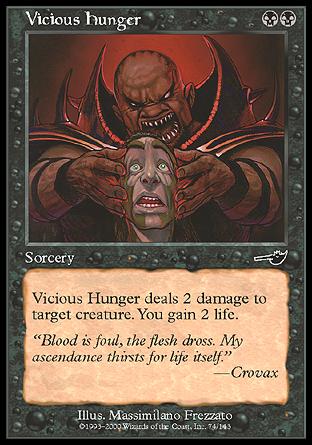 Vicious Hunger
Sorcery
Vicious Hunger deals 2 damage to
target creature. You gain 2 life.
“Blood is foul, the flesh dross. My
ascendance thirsts for life itself.”
—Crovax
Illus. Massimilano Frezzato
©1993–2000 Wizards of the Coast, Inc. 74/143